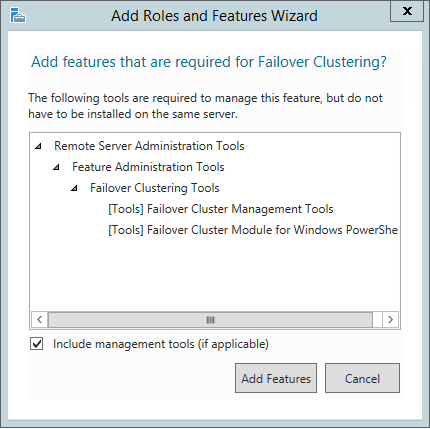 Add Roles and Features Wizard
Add features that are required for Failover Clustering?
The following tools are required to manage this feature, but do not
have to be installed on the same server.
Remote Server Administration Tools
Feature Administration Tools
Failover Clustering Tools
[Tools] Failover Cluster Management Tools
[Tools] Failover Cluster Module for Windows PowerShe
Include management tools (if applicable)
Add Features Cancel